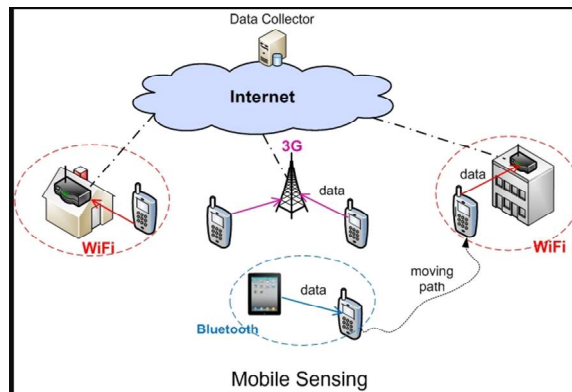 Data Collector
Internet
3G
data
data
WiFi
WiFi
moving
path
data
Bluetooth
Mobile Sensing